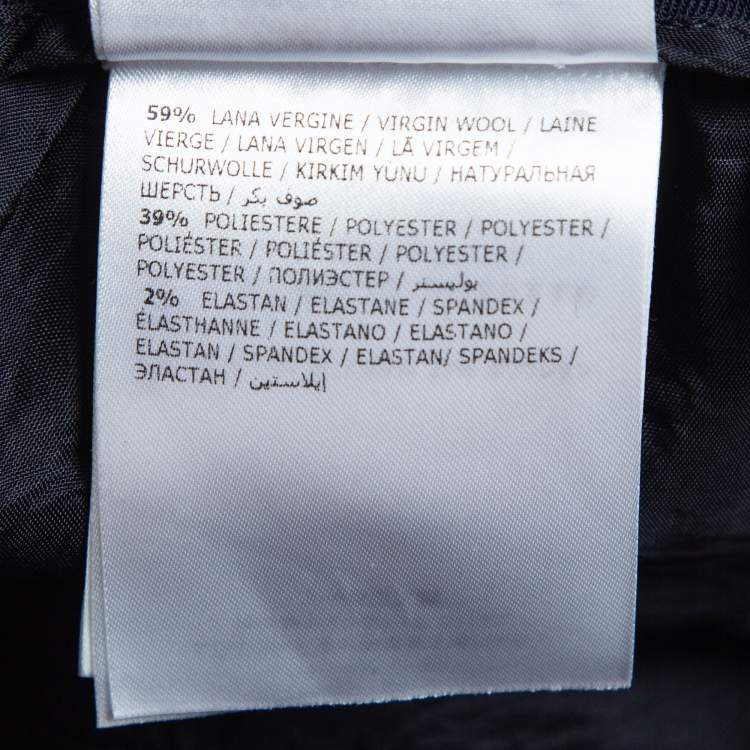 59% LANA VERGINE / VIRGIN WOOL / LAINE
VIERGE / LANA VIRGEN / LÃ VIRGEM /
SCHURWOLLE / KIRKIM YÜNÜ / НАТУРАЛЬНАЯ
ШЕРСТЬ / صوف بكر
39% POLIESTERE / POLYESTER / POLYESTER /
POLIÉSTER / POLIÉSTER / POLYESTER /
POLYESTER / ПОЛИЭСТЕР / بوليستر
2% ELASTAN / ELASTANE / SPANDEX /
ÉLASTHANNE / ELASTANO / ELASTANO /
ELASTAN / SPANDEX / ELASTAN/ SPANDEKS /
ЭЛАСТАН / إيلاستين